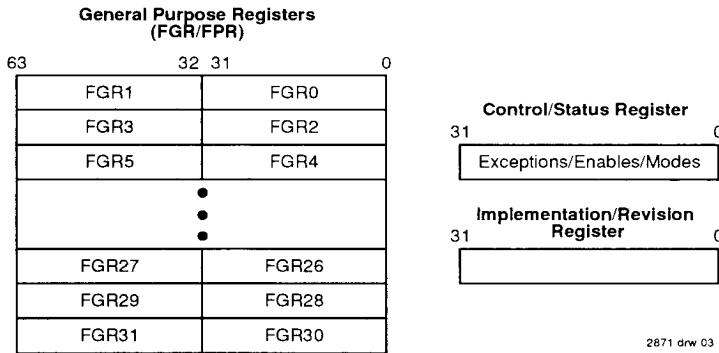 General Purpose Registers
(FGR/FPR)
63 32 31 0
FGR1 FGR0
FGR3 FGR2
FGR5 FGR4
FGR27 FGR26
FGR29 FGR28
FGR31 FGR30
Control/Status Register
31 0
Exceptions/Enables/Modes
Implementation/Revision
Register
31 0
2871 drw 03